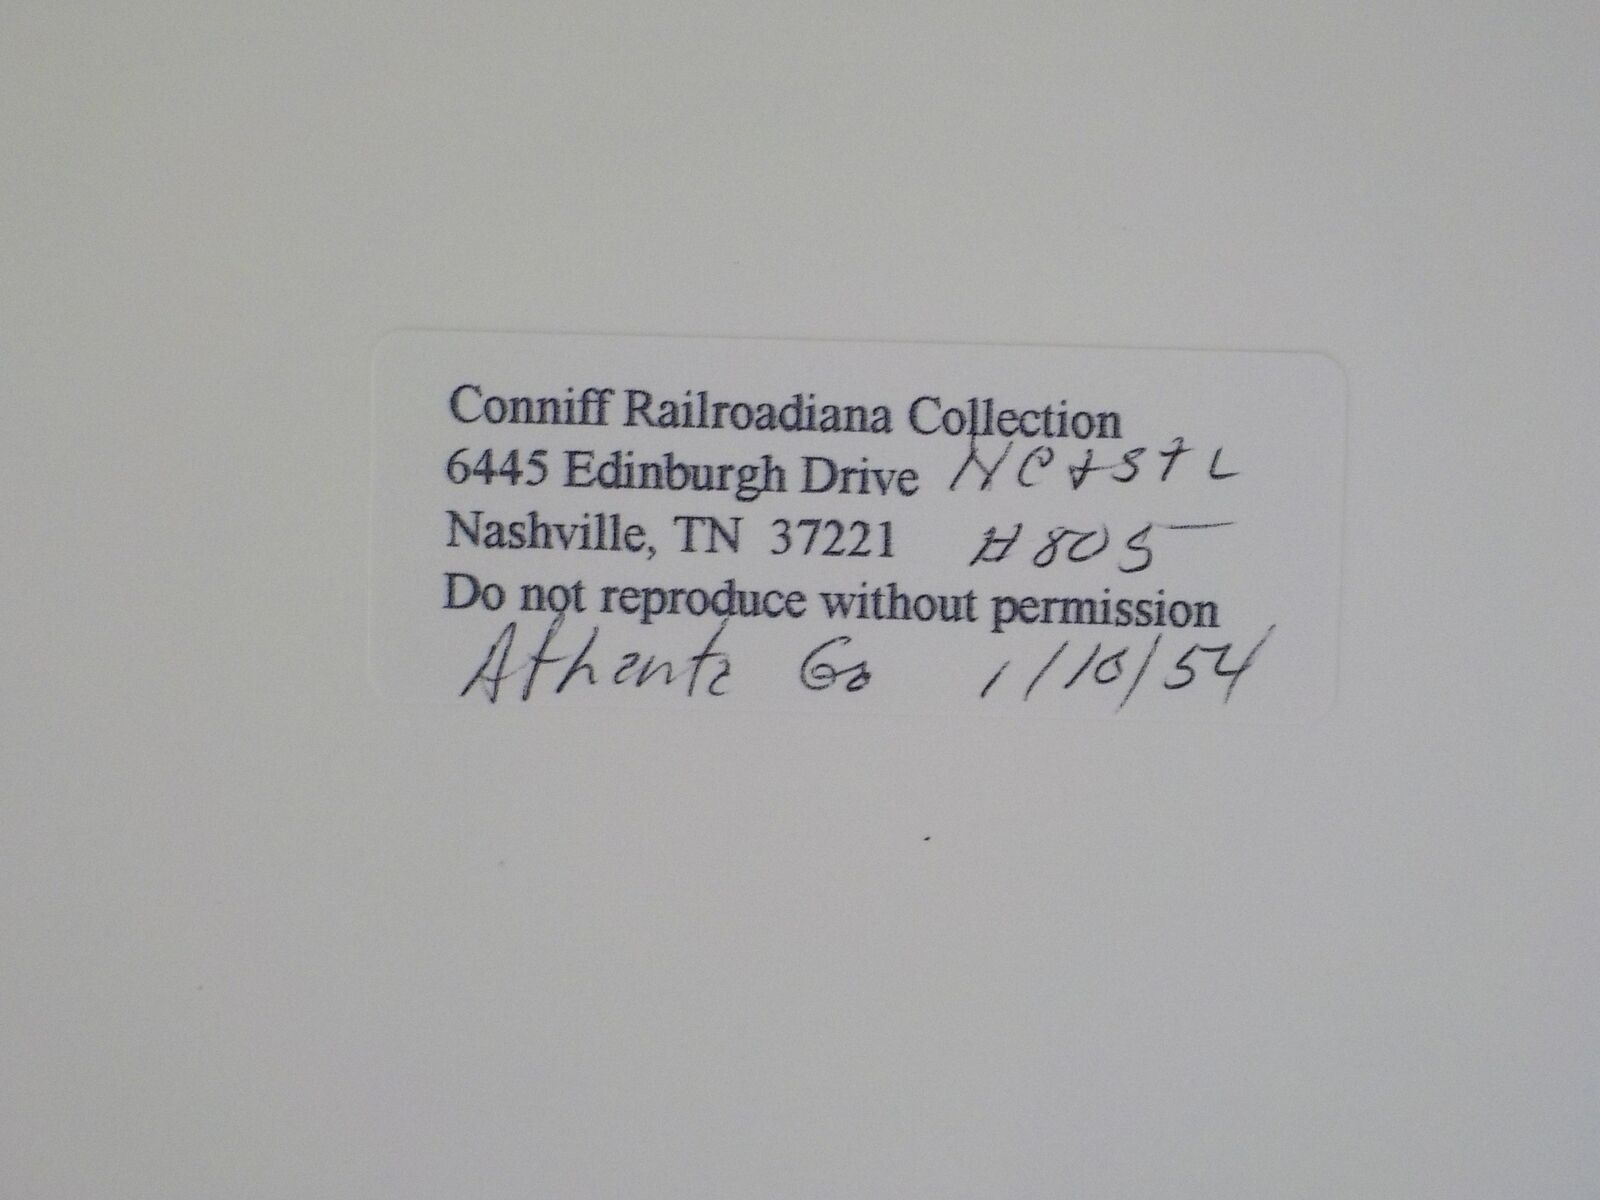 Conniff Railroadiana Collection
6445 Edinburgh Drive NC+STL
Nashville, TN 37221 #805
Do not reproduce without permission
Atlanta Ga 1/10/54